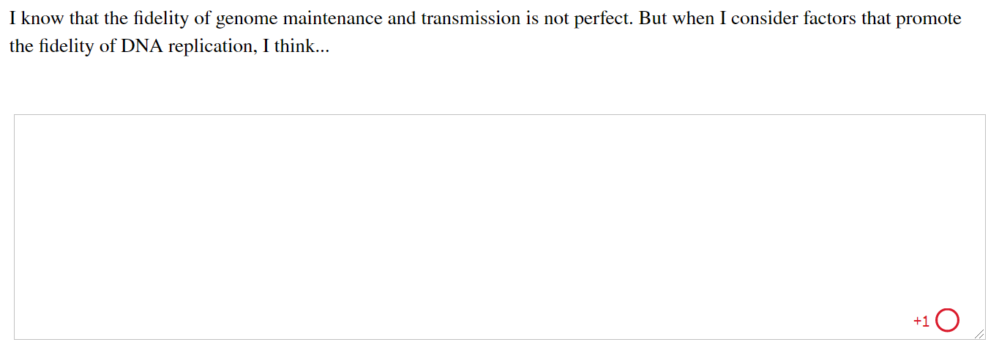 I know that the fidelity of genome maintenance and transmission is not perfect. But when I consider factors that promote
the fidelity of DNA replication, I think...
+1